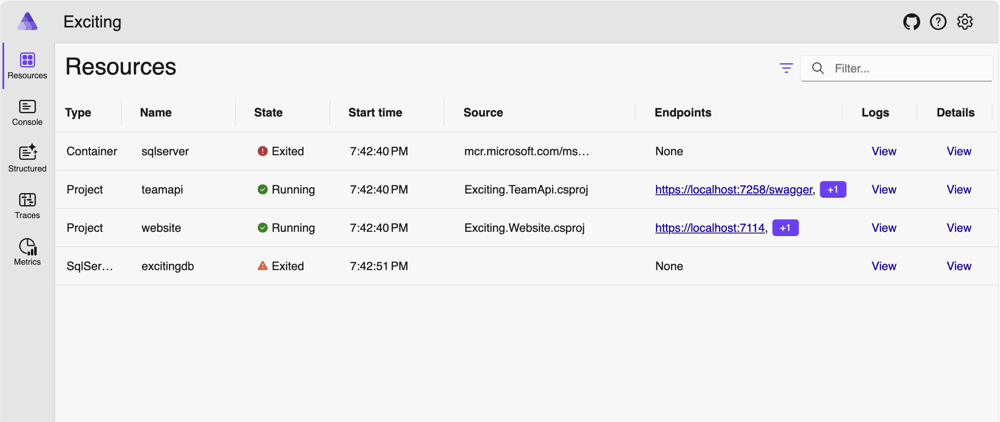 Exciting
Resources
Filter...
Resources
Console
Structured
Traces
Metrics
Type Name State Start time Source Endpoints Logs Details
Container sqlserver Exited 7:42:40 PM mcr.microsoft.com/ms… None View View
Project teamapi Running 7:42:40 PM Exciting.TeamApi.csproj https://localhost:7258/swagger, +1 View View
Project website Running 7:42:40 PM Exciting.Website.csproj https://localhost:7114, +1 View View
SqlSer… excitingdb Exited 7:42:51 PM None View View